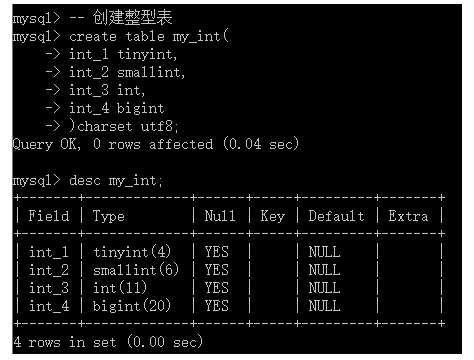 mysql> -- 创建整型表
mysql> create table my_int(
    -> int_1 tinyint,
    -> int_2 smallint,
    -> int_3 int,
    -> int_4 bigint
    -> )charset utf8;
Query OK, 0 rows affected (0.04 sec)

mysql> desc my_int;
+-------+-------------+------+-----+---------+-------+
| Field | Type        | Null | Key | Default | Extra |
+-------+-------------+------+-----+---------+-------+
| int_1 | tinyint(4)  | YES  |     | NULL    |       |
| int_2 | smallint(6) | YES  |     | NULL    |       |
| int_3 | int(11)     | YES  |     | NULL    |       |
| int_4 | bigint(20)  | YES  |     | NULL    |       |
+-------+-------------+------+-----+---------+-------+
4 rows in set (0.00 sec)